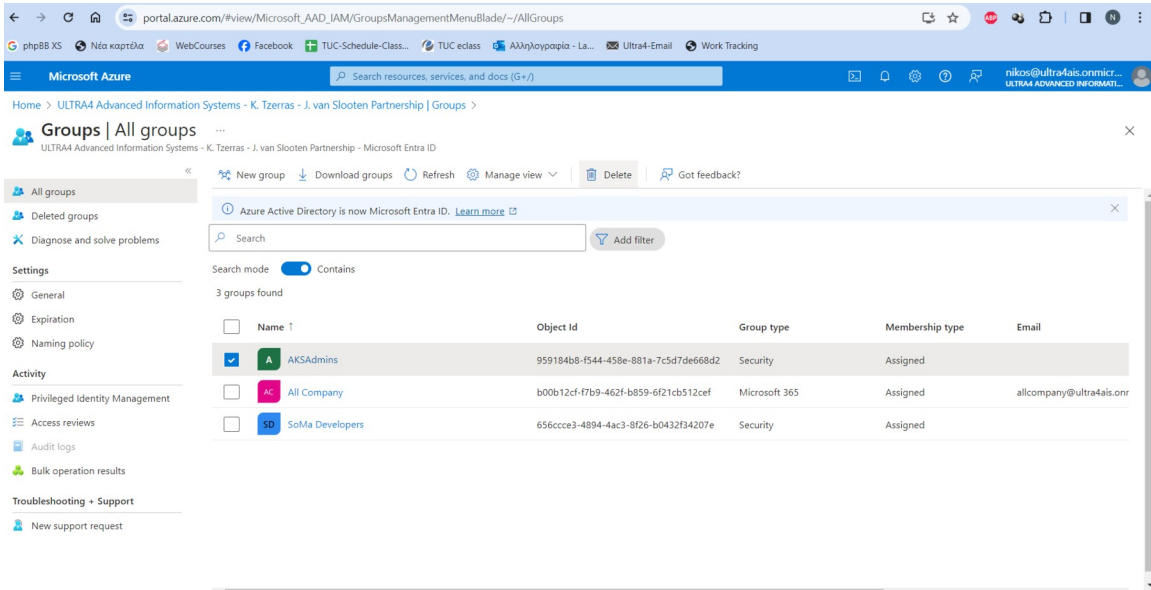 portal.azure.com/#view/Microsoft_AAD_IAM/GroupsManagementMenuBlade/~/AllGroups
ABP
N
phpBB XS Νέα καρτέλα WebCourses Facebook TUC-Schedule-Class... TUC eclass Αλληλογραφία - La... Ultra4-Email Work Tracking
Microsoft Azure Search resources, services, and docs (G+/) nikos@ultra4ais.onmicr...
ULTRA4 ADVANCED INFORMATI...
Home > ULTRA4 Advanced Information Systems - K. Tzerras - J. van Slooten Partnership | Groups >
Groups | All groups ...
ULTRA4 Advanced Information Systems - K. Tzerras - J. van Slooten Partnership - Microsoft Entra ID
New group Download groups Refresh Manage view Delete Got feedback?
All groups
Deleted groups
Diagnose and solve problems
Settings
General
Expiration
Naming policy
Activity
Privileged Identity Management
Access reviews
Audit logs
Bulk operation results
Troubleshooting + Support
New support request
Azure Active Directory is now Microsoft Entra ID. Learn more
Search Add filter
Search mode Contains
3 groups found
Name ↑ Object Id Group type Membership type Email
A AKSAdmins 959184b8-f544-458e-881a-7c5d7de668d2 Security Assigned
AC All Company b00b12cf-f7b9-462f-b859-6f21cb512cef Microsoft 365 Assigned allcompany@ultra4ais.onr
SD SoMa Developers 656ccce3-4894-4ac3-8f26-b0432f34207e Security Assigned